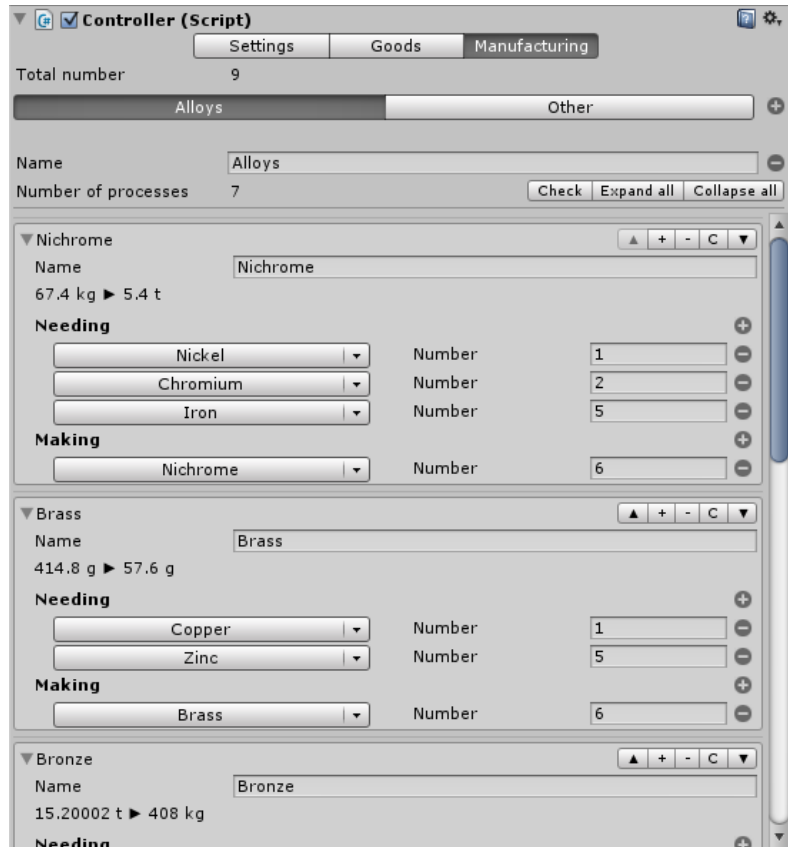 Controller (Script)
Settings Goods Manufacturing
Total number 9
Alloys Other
Name Alloys
Number of processes 7 Check Expand all Collapse all
▼Nichrome ▲ + - C ▼
Name Nichrome
67.4 kg ► 5.4 t
Needing
Nickel Number 1
Chromium Number 2
Iron Number 5
Making
Nichrome Number 6
▼Brass ▲ + - C ▼
Name Brass
414.8 g ► 57.6 g
Needing
Copper Number 1
Zinc Number 5
Making
Brass Number 6
▼Bronze ▲ + - C ▼
Name Bronze
15.20002 t ► 408 kg
Needing